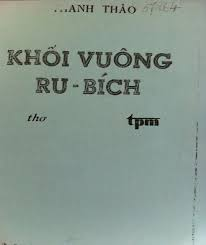 ANH THẢO
KHỐI VUÔNG
RU-BÍCH
thơ tpm